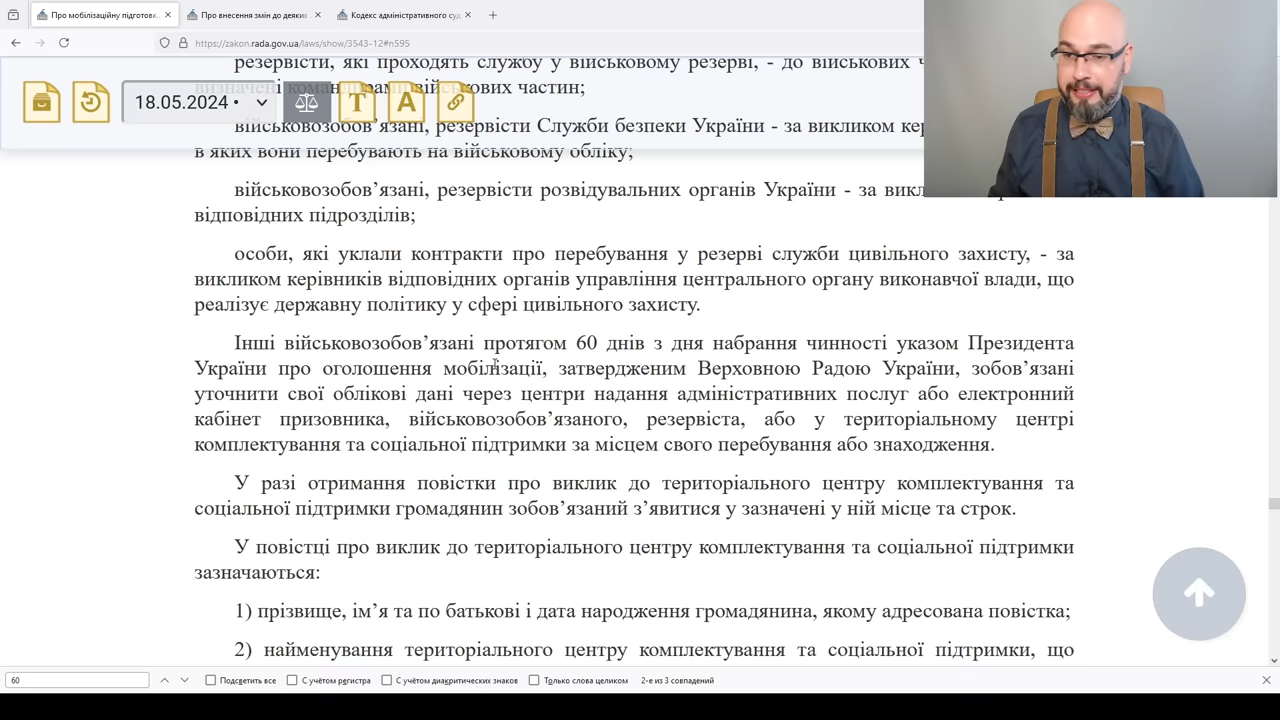 Про мобілізаційну підготовк
Про внесення змін до деяких
Кодекс адміністративного суд
https://zakon.rada.gov.ua/laws/show/3543-12#n595
резервісти, які проходять службу у військовому резерві, - до військових
18.05.2024 •
військових частин;
військовозобов’язані, резервісти Служби безпеки України - за викликом
в яких вони перебувають на військовому обліку;
військовозобов’язані, резервісти розвідувальних органів України - за
відповідних підрозділів;
особи, які уклали контракти про перебування у резерві служби цивільного захисту, - за
викликом керівників відповідних органів управління центрального органу виконавчої влади, що
реалізує державну політику у сфері цивільного захисту.
Інші військовозобов’язані протягом 60 днів з дня набрання чинності указом Президента
України про оголошення мобілізації, затвердженим Верховною Радою України, зобов’язані
уточнити свої облікові дані через центри надання адміністративних послуг або електронний
кабінет призовника, військовозобов’язаного, резервіста, або у територіальному центрі
комплектування та соціальної підтримки за місцем свого перебування або знаходження.
У разі отримання повістки про виклик до територіального центру комплектування та
соціальної підтримки громадянин зобов’язаний з’явитися у зазначені у ній місце та строк.
У повістці про виклик до територіального центру комплектування та соціальної підтримки
зазначаються:
1) прізвище, ім’я та по батькові і дата народження громадянина, якому адресована повістка;
2) найменування територіального центру комплектування та соціальної підтримки, що
60 Подсветить все С учётом регистра С учётом диакритических знаков Только слова целиком 2-е из 3 совпадений